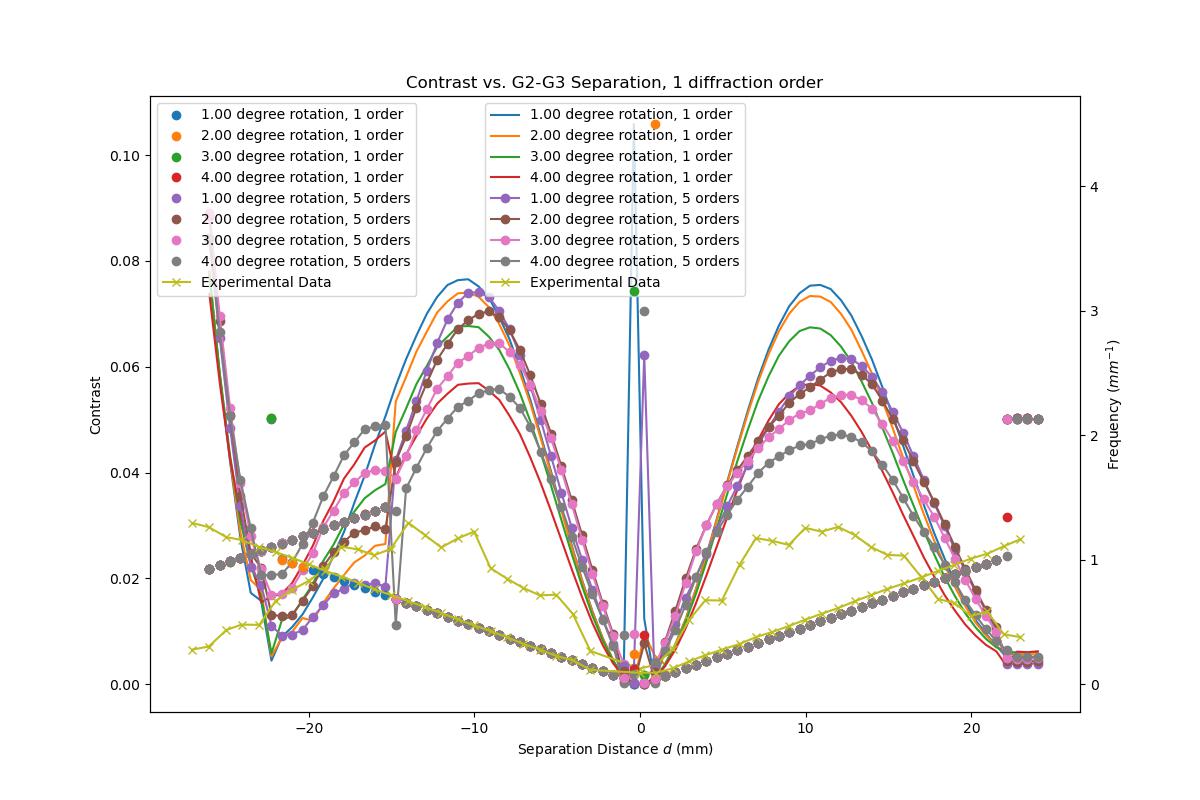 Contrast vs. G2-G3 Separation, 1 diffraction order
1.00 degree rotation, 1 order
2.00 degree rotation, 1 order
3.00 degree rotation, 1 order
4.00 degree rotation, 1 order
1.00 degree rotation, 5 orders
2.00 degree rotation, 5 orders
3.00 degree rotation, 5 orders
4.00 degree rotation, 5 orders
Experimental Data
1.00 degree rotation, 1 order
2.00 degree rotation, 1 order
3.00 degree rotation, 1 order
4.00 degree rotation, 1 order
1.00 degree rotation, 5 orders
2.00 degree rotation, 5 orders
3.00 degree rotation, 5 orders
4.00 degree rotation, 5 orders
Experimental Data
Contrast
0.10
0.08
0.06
0.04
0.02
0.00
4
3
2
1
0
Frequency (mm⁻¹)
−20 −10 0 10 20
Separation Distance d (mm)